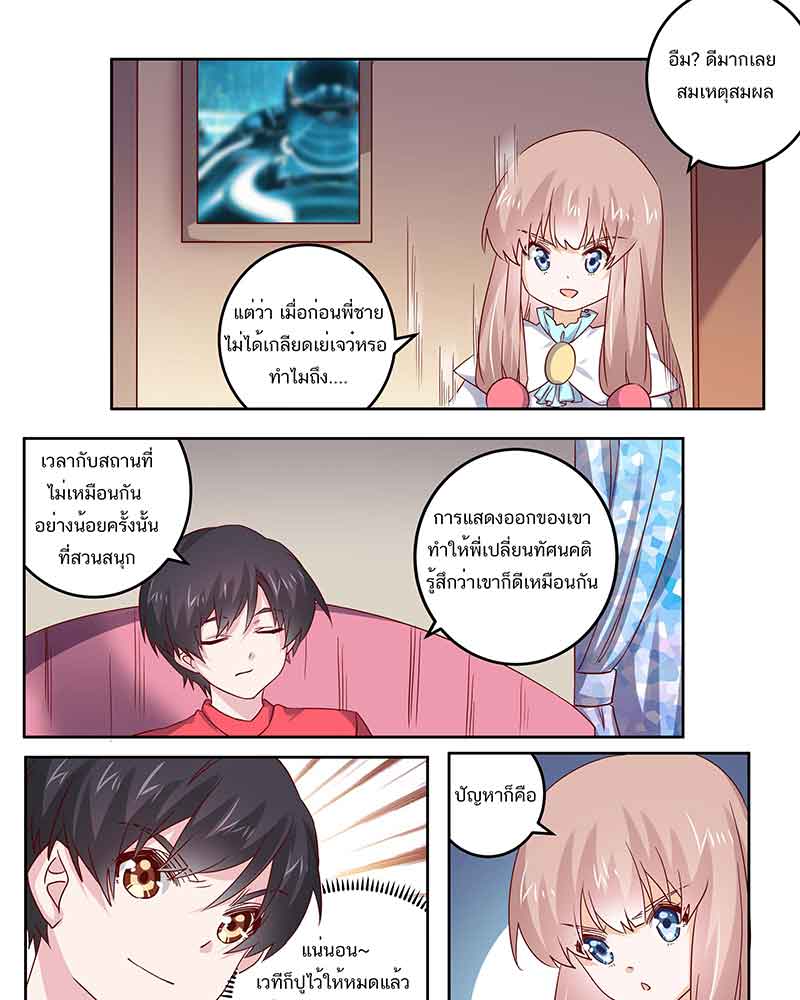 อืม? ดีมากเลย
สมเหตุสมผล
แต่ว่า เมื่อก่อนพี่ชาย
ไม่ได้เกลียดเย่เจว๋หรอ
ทำไมถึง....
เวลากับสถานที่
ไม่เหมือนกัน
อย่างน้อยครั้งนั้น
ที่สวนสนุก
การแสดงออกของเขา
ทำให้พี่เปลี่ยนทัศนคติ
รู้สึกว่าเขาก็ดีเหมือนกัน
แน่นอน~
เวทีก็ปูไว้ให้หมดแล้ว
ปัญหาก็คือ